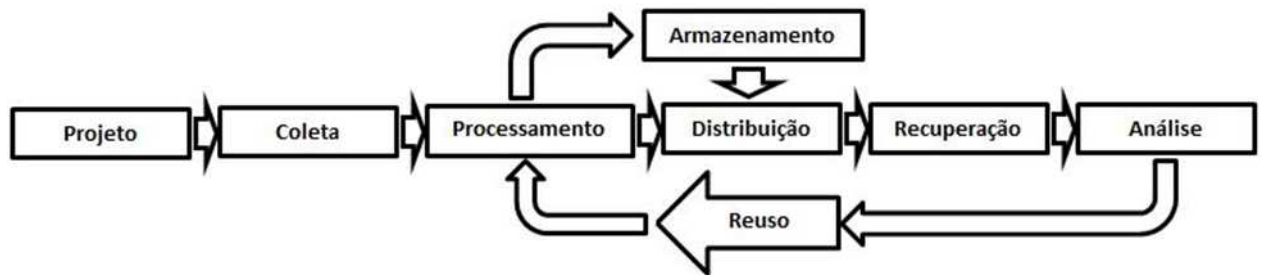 Armazenamento
Projeto
Coleta
Processamento
Distribuição
Recuperação
Análise
Reuso